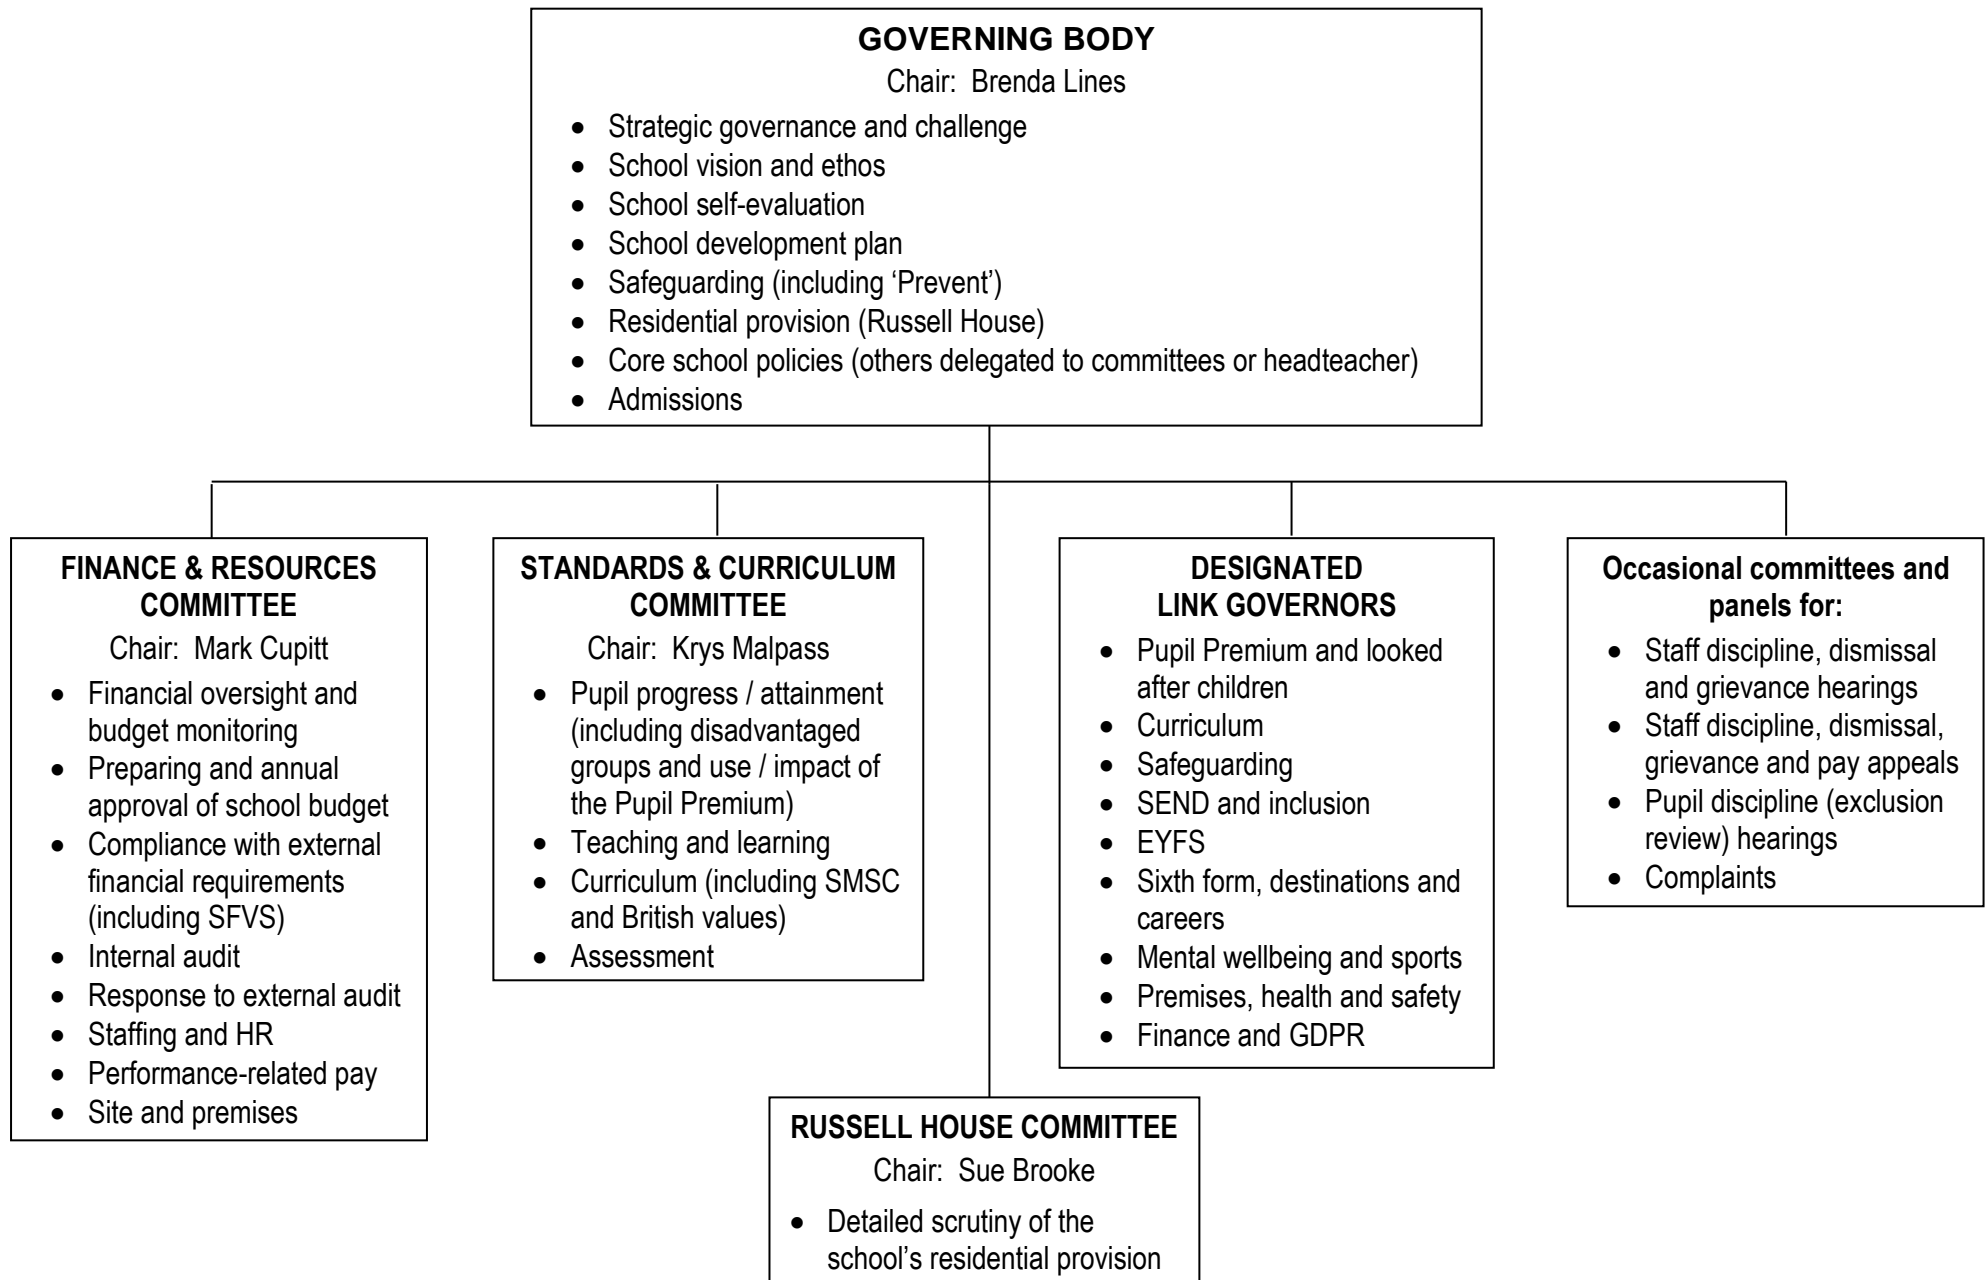 GOVERNING BODY
Chair:  Brenda Lines
• Strategic governance and challenge
• School vision and ethos
• School self-evaluation
• School development plan
• Safeguarding (including ‘Prevent’)
• Residential provision (Russell House)
• Core school policies (others delegated to committees or headteacher)
• Admissions
FINANCE & RESOURCES
COMMITTEE
Chair:  Mark Cupitt
• Financial oversight and
budget monitoring
• Preparing and annual
approval of school budget
• Compliance with external
financial requirements
(including SFVS)
• Internal audit
• Response to external audit
• Staffing and HR
• Performance-related pay
• Site and premises
STANDARDS & CURRICULUM
COMMITTEE
Chair:  Krys Malpass
• Pupil progress / attainment
(including disadvantaged
groups and use / impact of
the Pupil Premium)
• Teaching and learning
• Curriculum (including SMSC
and British values)
• Assessment
DESIGNATED
LINK GOVERNORS
• Pupil Premium and looked
after children
• Curriculum
• Safeguarding
• SEND and inclusion
• EYFS
• Sixth form, destinations and
careers
• Mental wellbeing and sports
• Premises, health and safety
• Finance and GDPR
Occasional committees and
panels for:
• Staff discipline, dismissal
and grievance hearings
• Staff discipline, dismissal,
grievance and pay appeals
• Pupil discipline (exclusion
review) hearings
• Complaints
RUSSELL HOUSE COMMITTEE
Chair:  Sue Brooke
• Detailed scrutiny of the
school’s residential provision